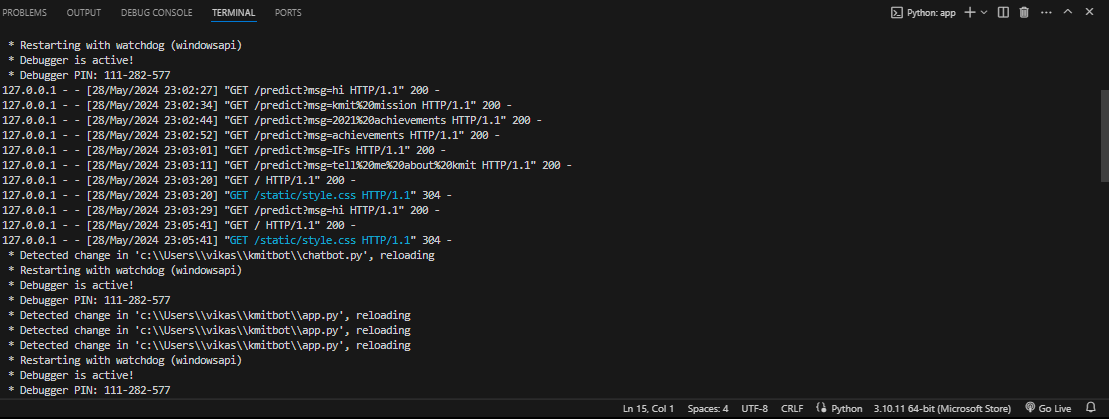 PROBLEMS OUTPUT DEBUG CONSOLE TERMINAL PORTS Python: app
* Restarting with watchdog (windowsapi)
* Debugger is active!
* Debugger PIN: 111-282-577
127.0.0.1 - - [28/May/2024 23:02:27] "GET /predict?msg=hi HTTP/1.1" 200 -
127.0.0.1 - - [28/May/2024 23:02:34] "GET /predict?msg=kmit%20mission HTTP/1.1" 200 -
127.0.0.1 - - [28/May/2024 23:02:44] "GET /predict?msg=2021%20achievements HTTP/1.1" 200 -
127.0.0.1 - - [28/May/2024 23:02:52] "GET /predict?msg=achievements HTTP/1.1" 200 -
127.0.0.1 - - [28/May/2024 23:03:01] "GET /predict?msg=IFs HTTP/1.1" 200 -
127.0.0.1 - - [28/May/2024 23:03:11] "GET /predict?msg=tell%20me%20about%20kmit HTTP/1.1" 200 -
127.0.0.1 - - [28/May/2024 23:03:20] "GET / HTTP/1.1" 200 -
127.0.0.1 - - [28/May/2024 23:03:20] "GET /static/style.css HTTP/1.1" 304 -
127.0.0.1 - - [28/May/2024 23:03:29] "GET /predict?msg=hi HTTP/1.1" 200 -
127.0.0.1 - - [28/May/2024 23:05:41] "GET / HTTP/1.1" 200 -
127.0.0.1 - - [28/May/2024 23:05:41] "GET /static/style.css HTTP/1.1" 304 -
* Detected change in 'c:\\Users\\vikas\\kmitbot\\chatbot.py', reloading
* Restarting with watchdog (windowsapi)
* Debugger is active!
* Debugger PIN: 111-282-577
* Detected change in 'c:\\Users\\vikas\\kmitbot\\app.py', reloading
* Detected change in 'c:\\Users\\vikas\\kmitbot\\app.py', reloading
* Detected change in 'c:\\Users\\vikas\\kmitbot\\app.py', reloading
* Restarting with watchdog (windowsapi)
* Debugger is active!
* Debugger PIN: 111-282-577
Ln 15, Col 1 Spaces: 4 UTF-8 CRLF Python 3.10.11 64-bit (Microsoft Store) Go Live